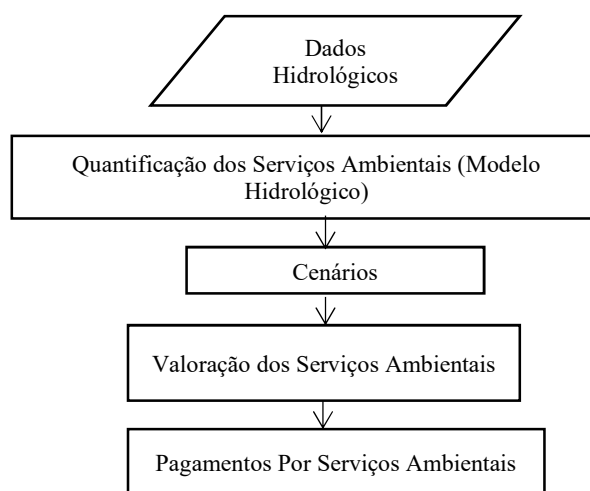 Dados
Hidrológicos
Quantificação dos Serviços Ambientais (Modelo
Hidrológico)
Cenários
Valoração dos Serviços Ambientais
Pagamentos Por Serviços Ambientais